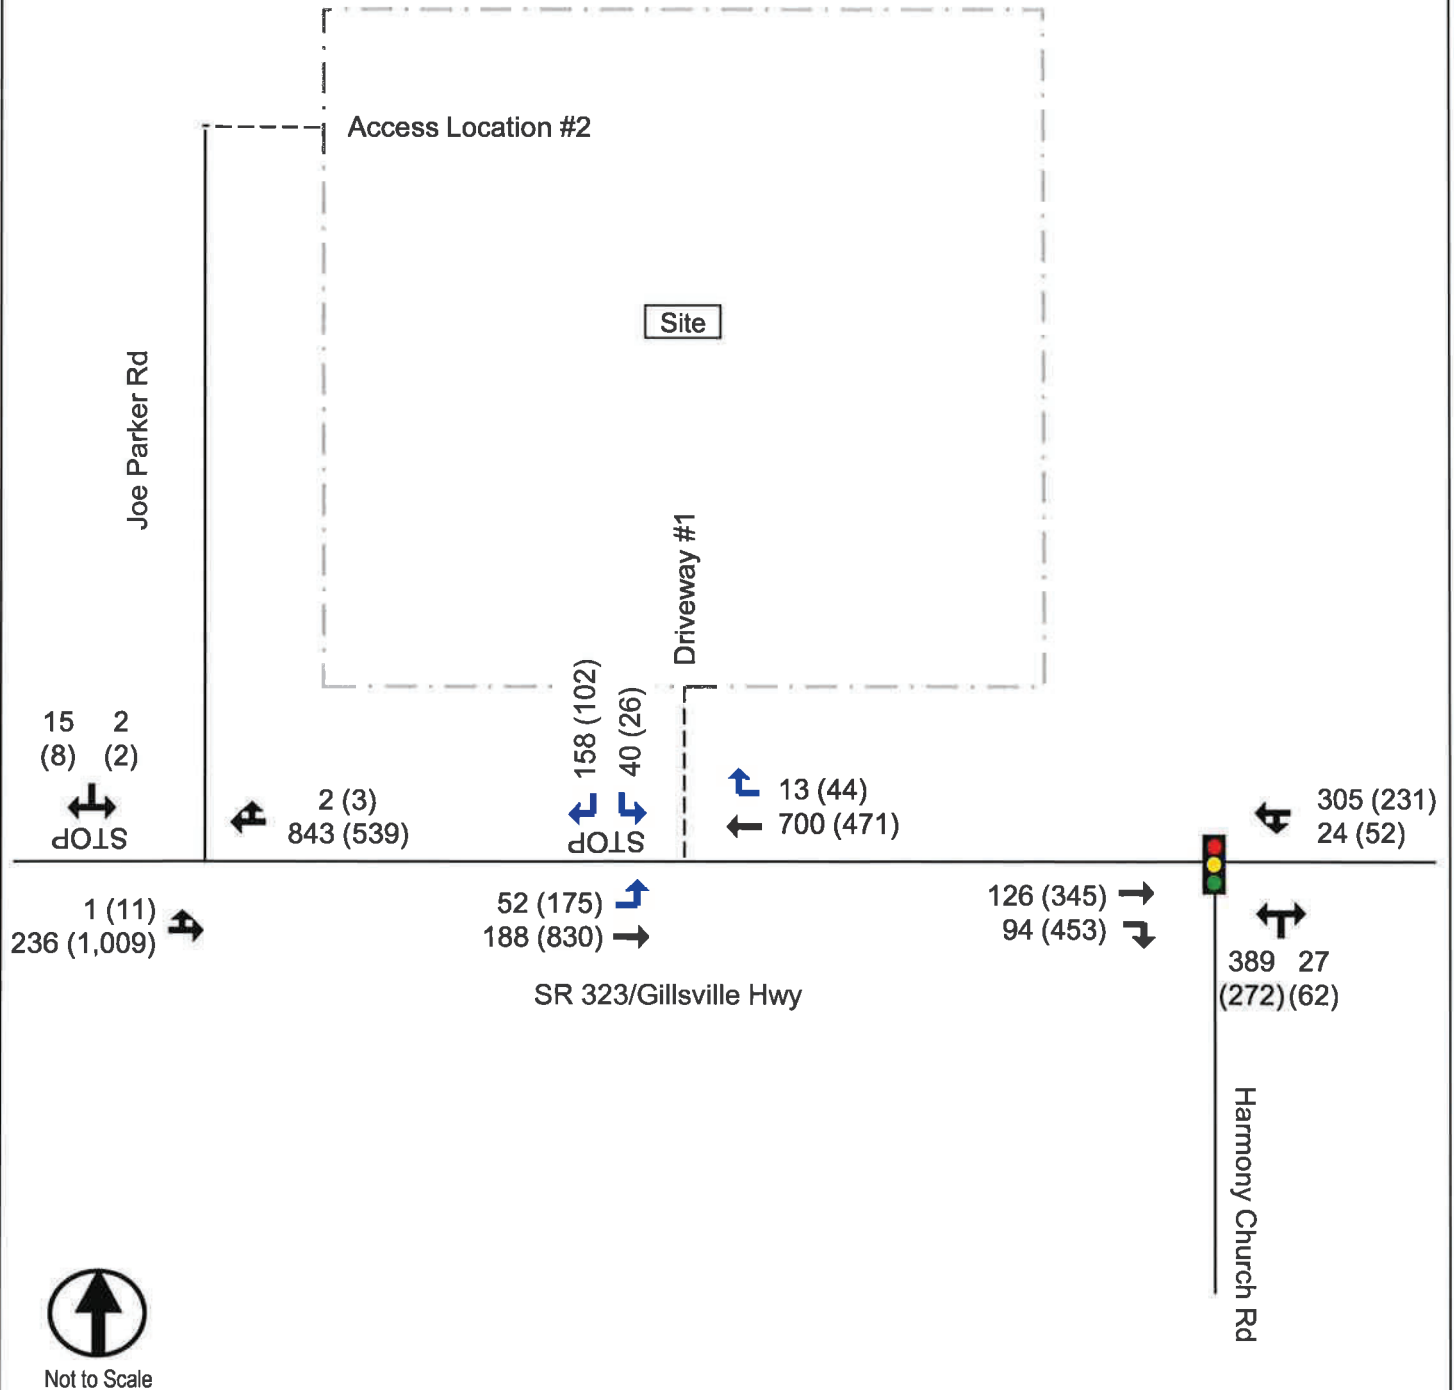 Access Location #2
Site
Joe Parker Rd
Driveway #1
158 (102)
40 (26)
15 2
(8) (2)
STOP
2 (3)
843 (539)
STOP
13 (44)
700 (471)
305 (231)
24 (52)
1 (11)
236 (1,009)
52 (175)
188 (830)
126 (345)
94 (453)
389 27
(272) (62)
SR 323/Gillsville Hwy
Harmony Church Rd
Not to Scale